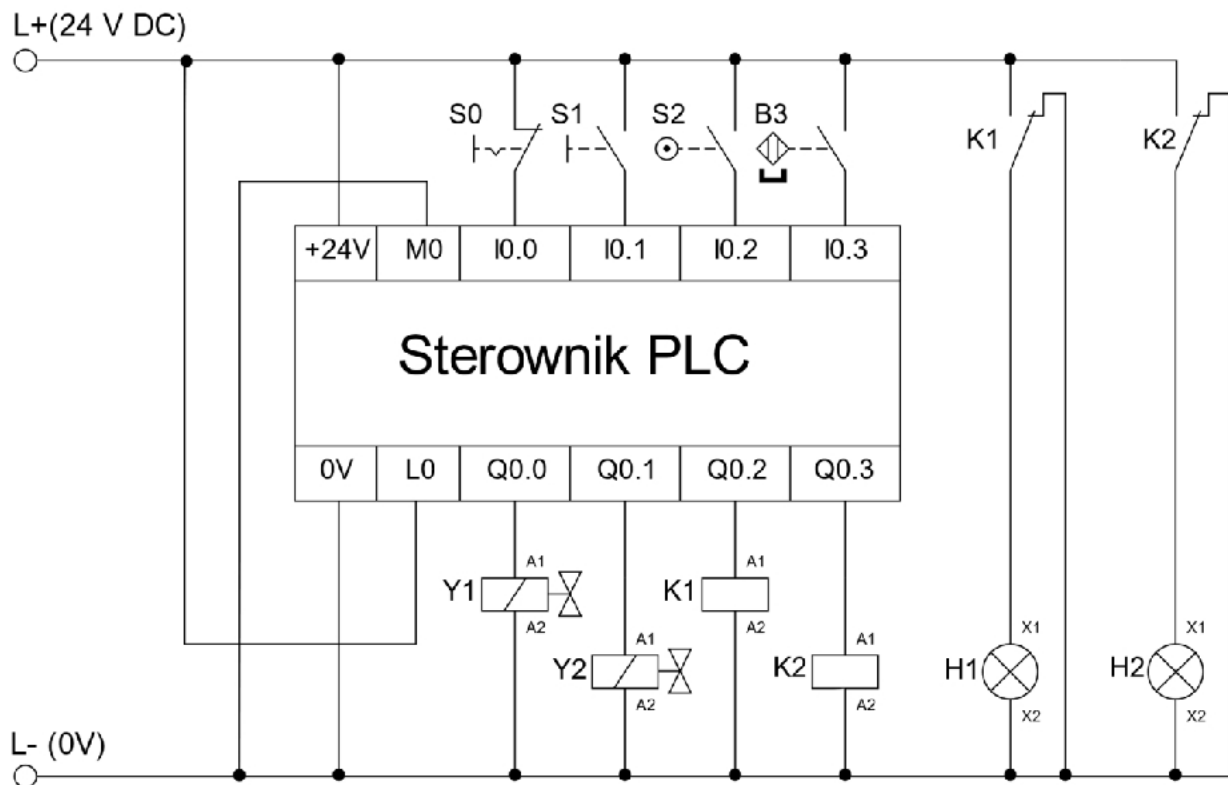 L+(24 V DC)
S0 S1 S2 B3 K1 K2
+24V M0 I0.0 I0.1 I0.2 I0.3
Sterownik PLC
0V L0 Q0.0 Q0.1 Q0.2 Q0.3
A1 A1
Y1 K1
A2 A2
A1 A1 X1 X1
Y2 K2 H1 H2
A2 A2 X2 X2
L- (0V)